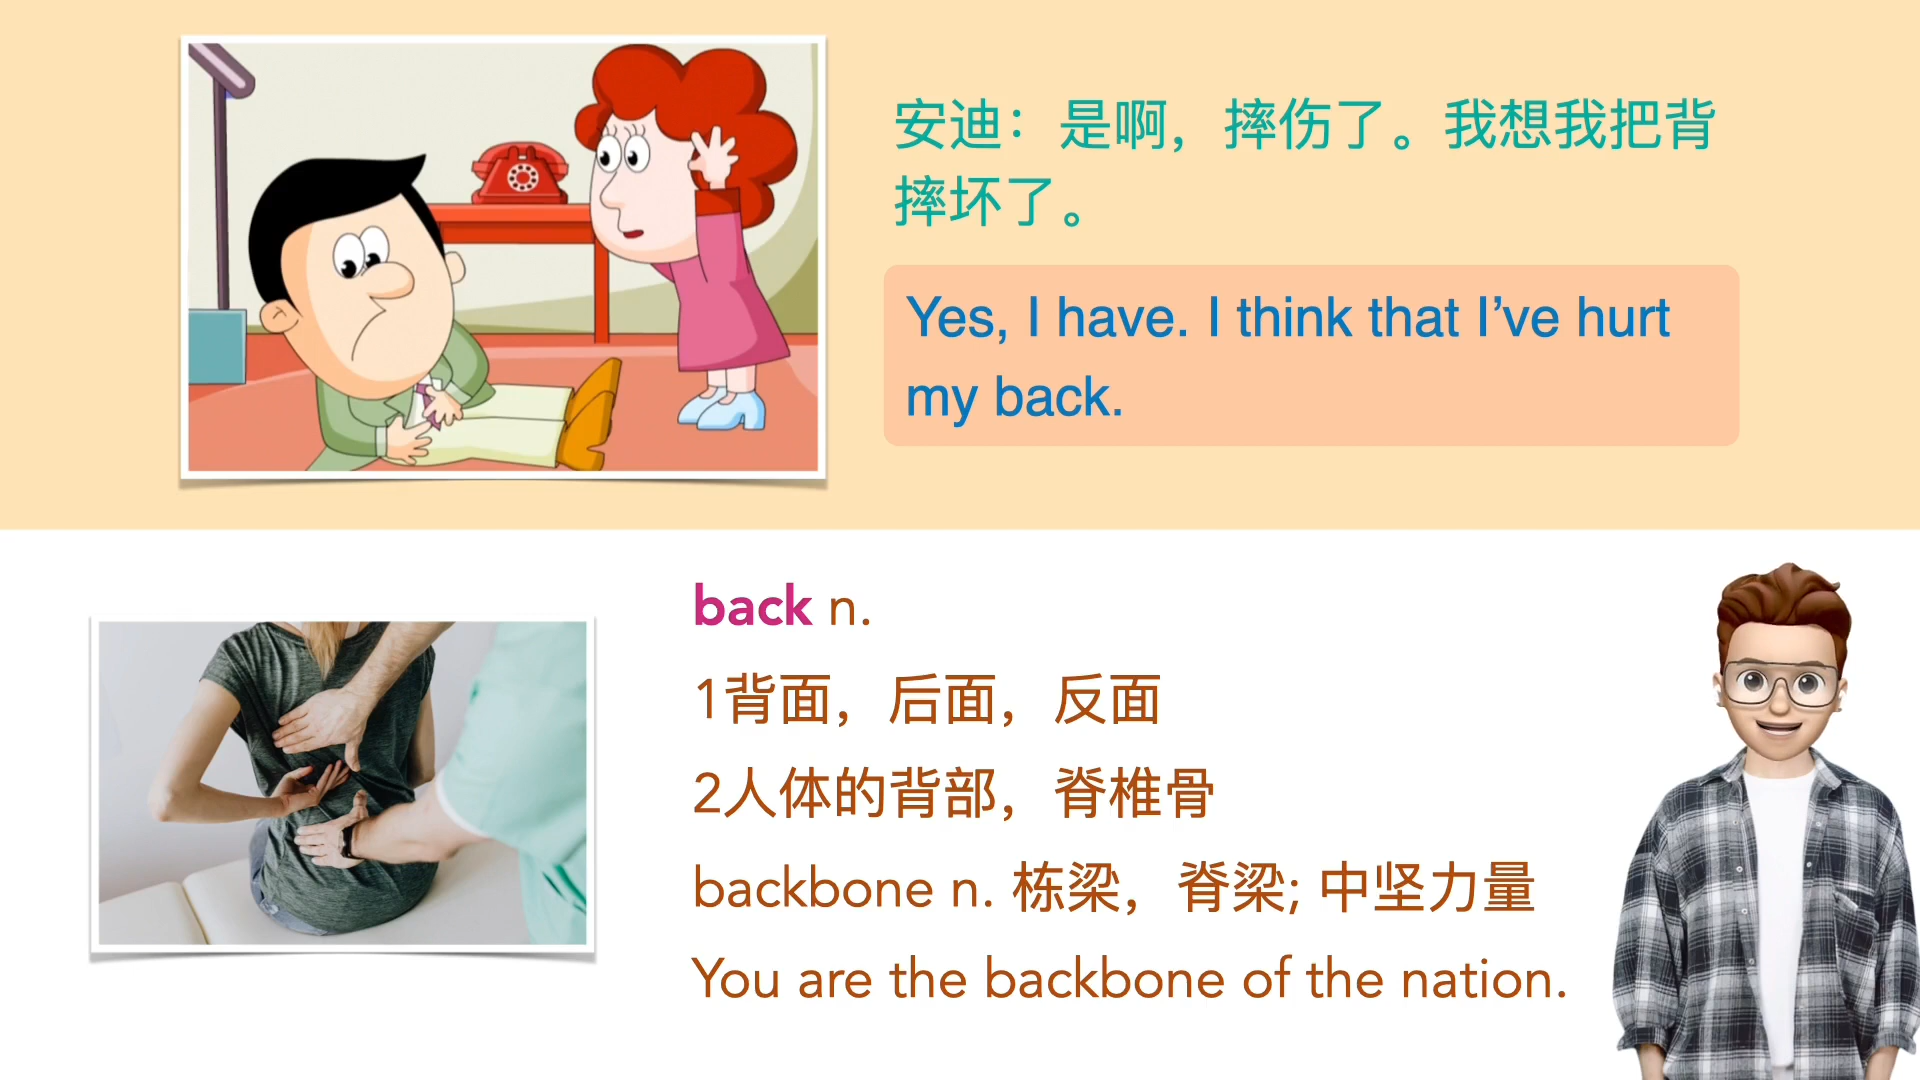 安迪：是啊，摔伤了。我想我把背
摔坏了。
Yes, I have. I think that I’ve hurt
my back.
back n.
1背面，后面，反面
2人体的背部，脊椎骨
backbone n. 栋梁，脊梁; 中坚力量
You are the backbone of the nation.